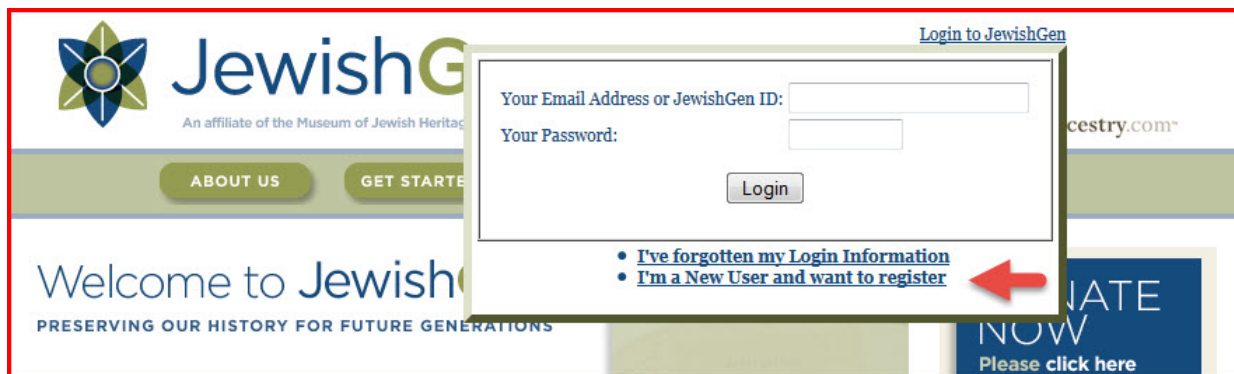 Login to JewishGen
JewishG
An affiliate of the Museum of Jewish Heritag
cestry.com
ABOUT US
GET STARTE
Your Email Address or JewishGen ID:
Your Password:
Login
I've forgotten my Login Information
I'm a New User and want to register
Welcome to Jewish
PRESERVING OUR HISTORY FOR FUTURE GENERATIONS
NATE
NOW
Please click here